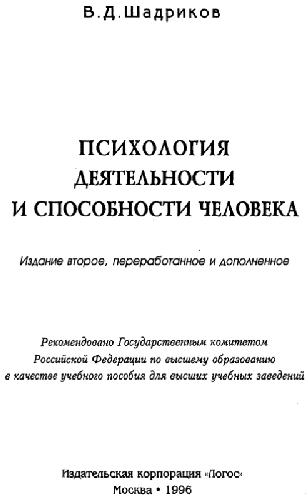 В.Д.Шадриков
ПСИХОЛОГИЯ
ДЕЯТЕЛЬНОСТИ
И СПОСОБНОСТИ ЧЕЛОВЕКА
Издание второе, переработанное и дополненное
Рекомендовано Государственным комитетом
Российской Федерации по высшему образованию
в качестве учебного пособия для высших учебных заведений
Издательская корпорация "Логос"
Москва • 1996